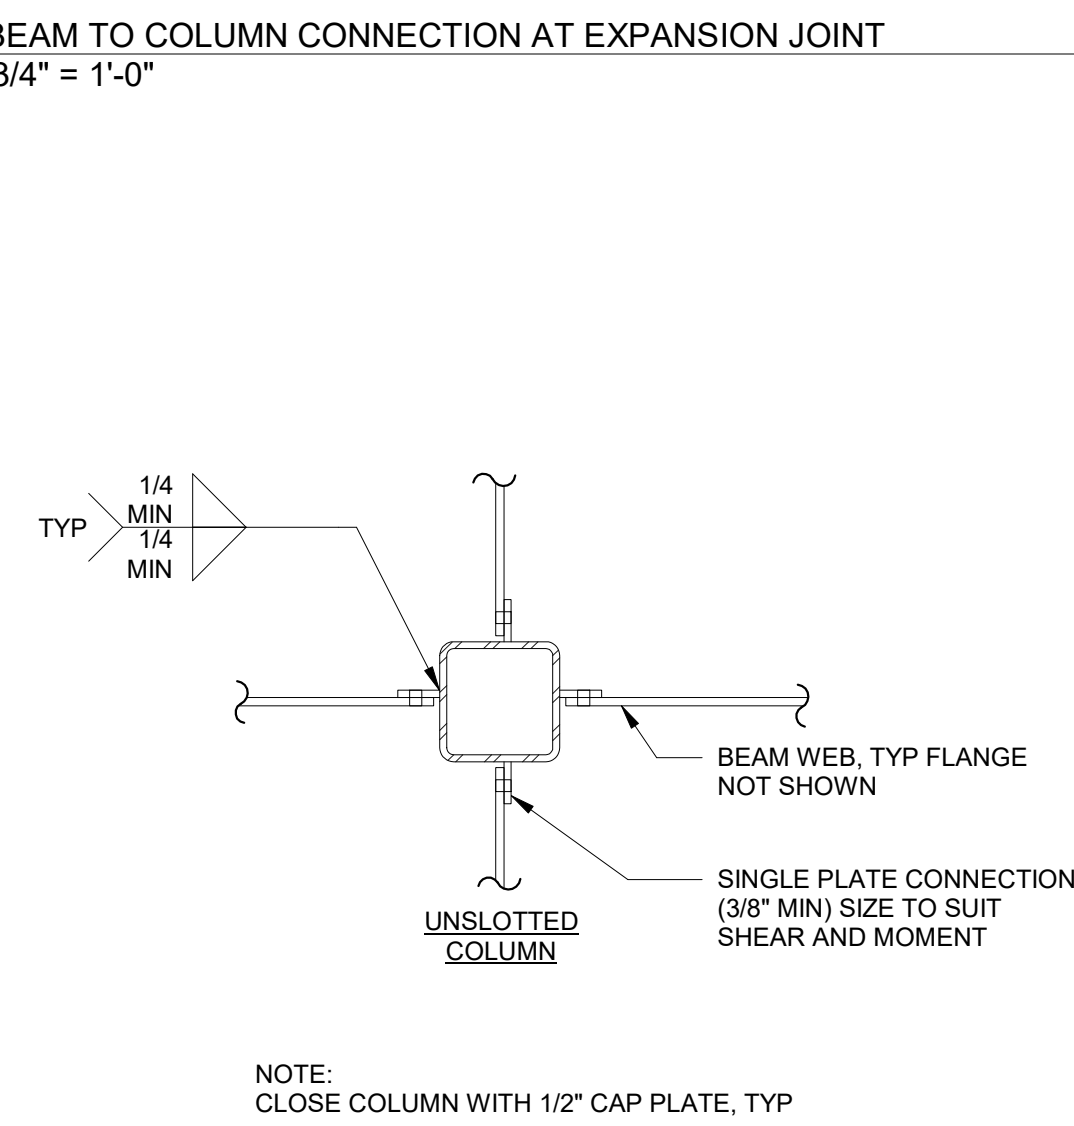 BEAM TO COLUMN CONNECTION AT EXPANSION JOINT
3/4" = 1'-0"
1/4
MIN
TYP
1/4
MIN
BEAM WEB, TYP FLANGE
NOT SHOWN
SINGLE PLATE CONNECTION
(3/8" MIN) SIZE TO SUIT
SHEAR AND MOMENT
UNSLOTTED
COLUMN
NOTE:
CLOSE COLUMN WITH 1/2" CAP PLATE, TYP